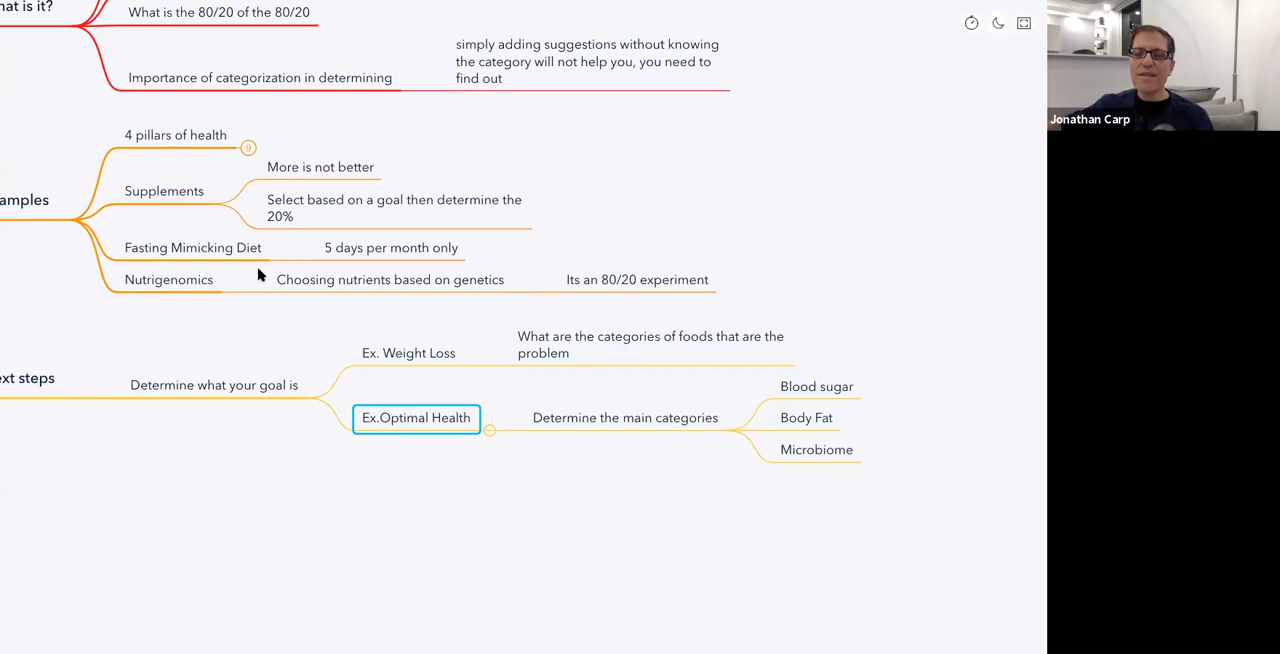 hat is it?
What is the 80/20 of the 80/20
simply adding suggestions without knowing
the category will not help you, you need to
find out
Importance of categorization in determining
Jonathan Carp
4 pillars of health
9
More is not better
Supplements
amples
Select based on a goal then determine the
20%
Fasting Mimicking Diet
5 days per month only
Nutrigenomics
Choosing nutrients based on genetics
Its an 80/20 experiment
What are the categories of foods that are the
problem
Ex. Weight Loss
ext steps
Determine what your goal is
Blood sugar
Ex.Optimal Health
Determine the main categories
Body Fat
Microbiome